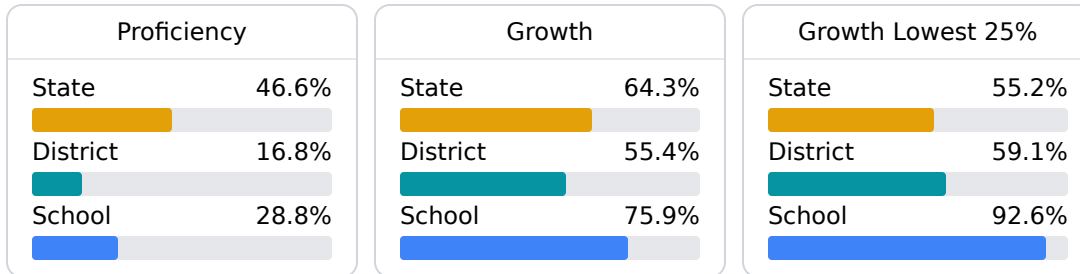 Proficiency
State 46.6%
District 16.8%
School 28.8%
Growth
State 64.3%
District 55.4%
School 75.9%
Growth Lowest 25%
State 55.2%
District 59.1%
School 92.6%